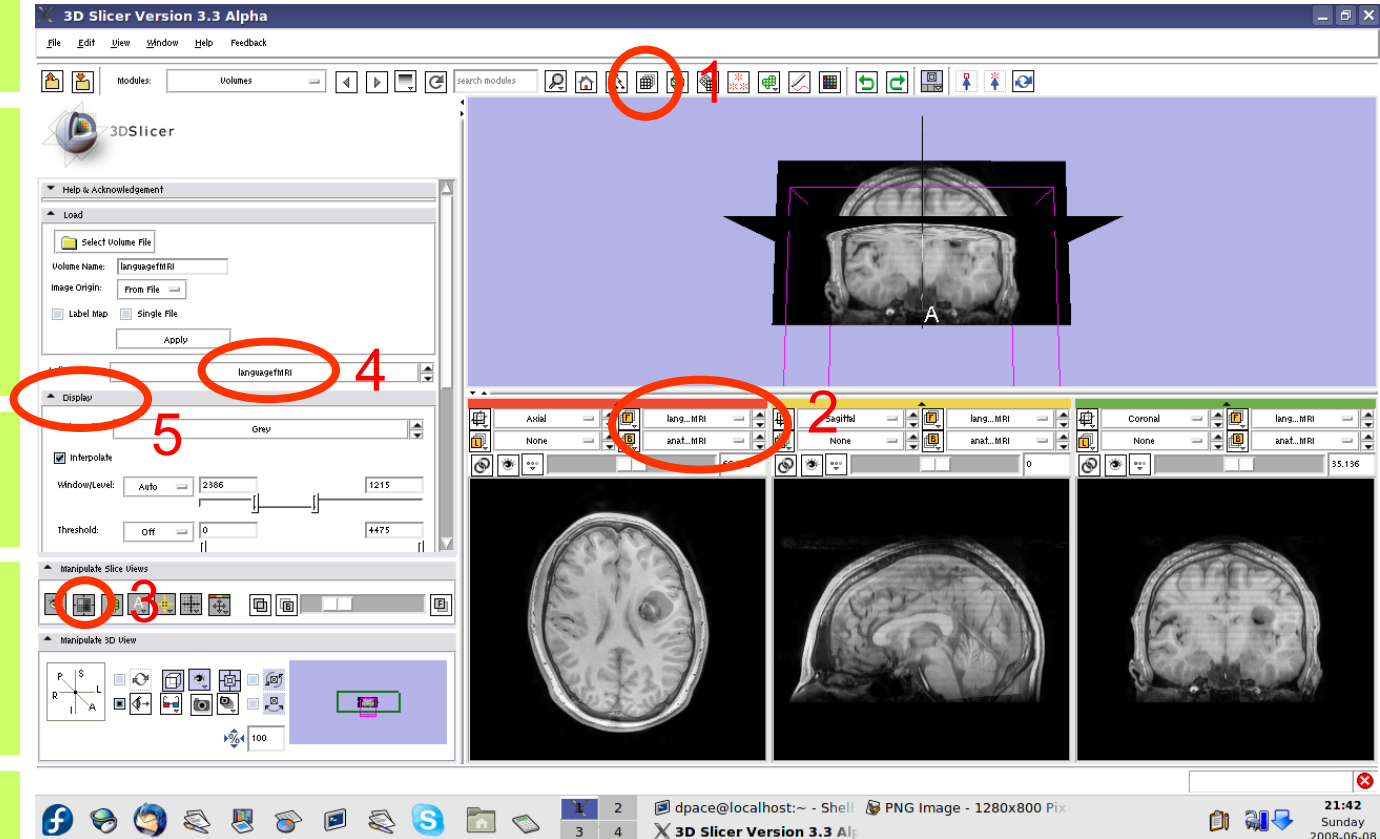 3D Slicer Version 3.3 Alpha
File Edit View Window Help Feedback
Modules: Volumes search modules
1
3DSlicer
Help & Acknowledgement
Load
Select Volume File
Volume Name: languagefMRI
Image Origin: From File
Label Map Single File
Apply
languagefMRI
4
Display
5
Grey
Interpolate
Window/Level: Auto 2386 1215
Threshold: Off 0 4475
A
2
Axial F lang...MRI
L None B anat...MRI
Sagittal F lang...MRI
L None B anat...MRI
0
Coronal F lang...MRI
L None B anat...MRI
35.136
Manipulate Slice Views
3
A B F
Manipulate 3D View
P S
R L
I A
% 100
1 2
3 4
dpace@localhost:~ - Shell
PNG Image - 1280x800 Pix
3D Slicer Version 3.3 Alp
21:42
Sunday
2008-06-08